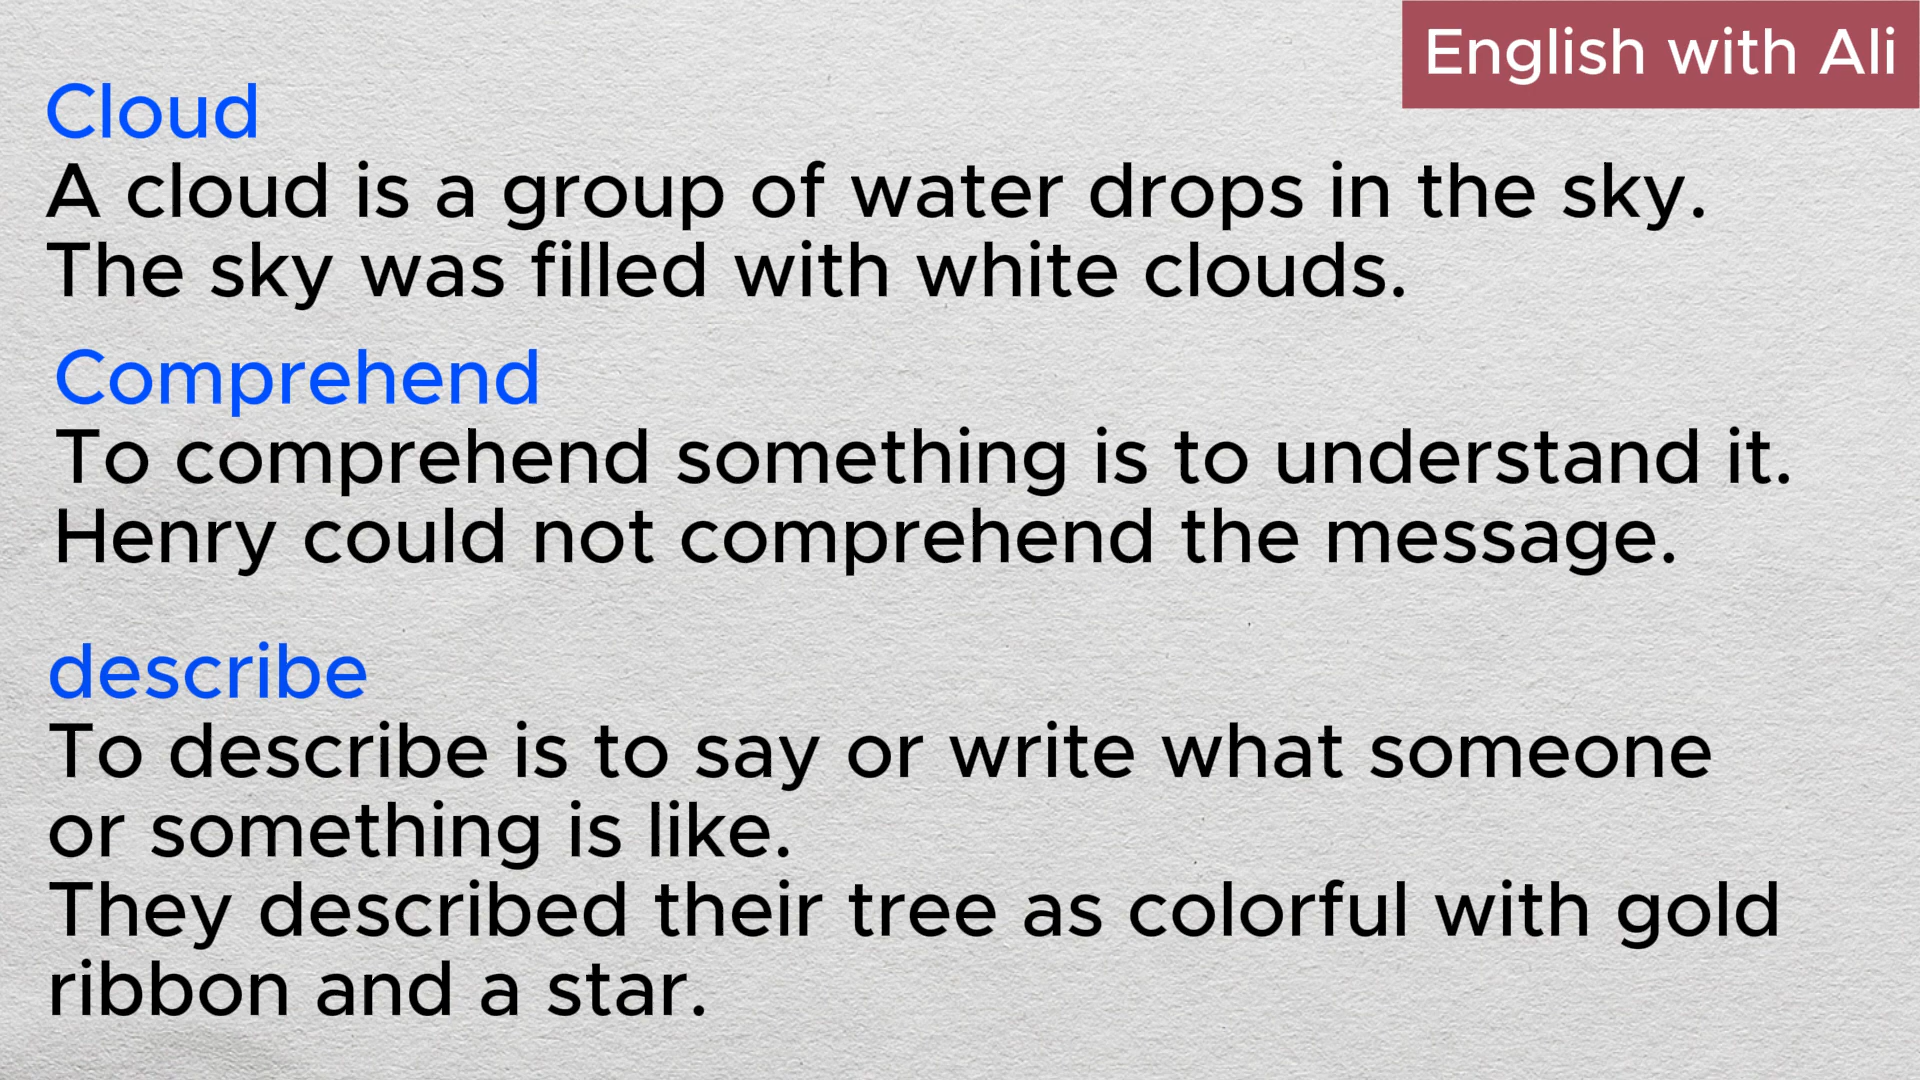 English with Ali
Cloud
A cloud is a group of water drops in the sky.
The sky was filled with white clouds.
Comprehend
To comprehend something is to understand it.
Henry could not comprehend the message.
describe
To describe is to say or write what someone
or something is like.
They described their tree as colorful with gold
ribbon and a star.